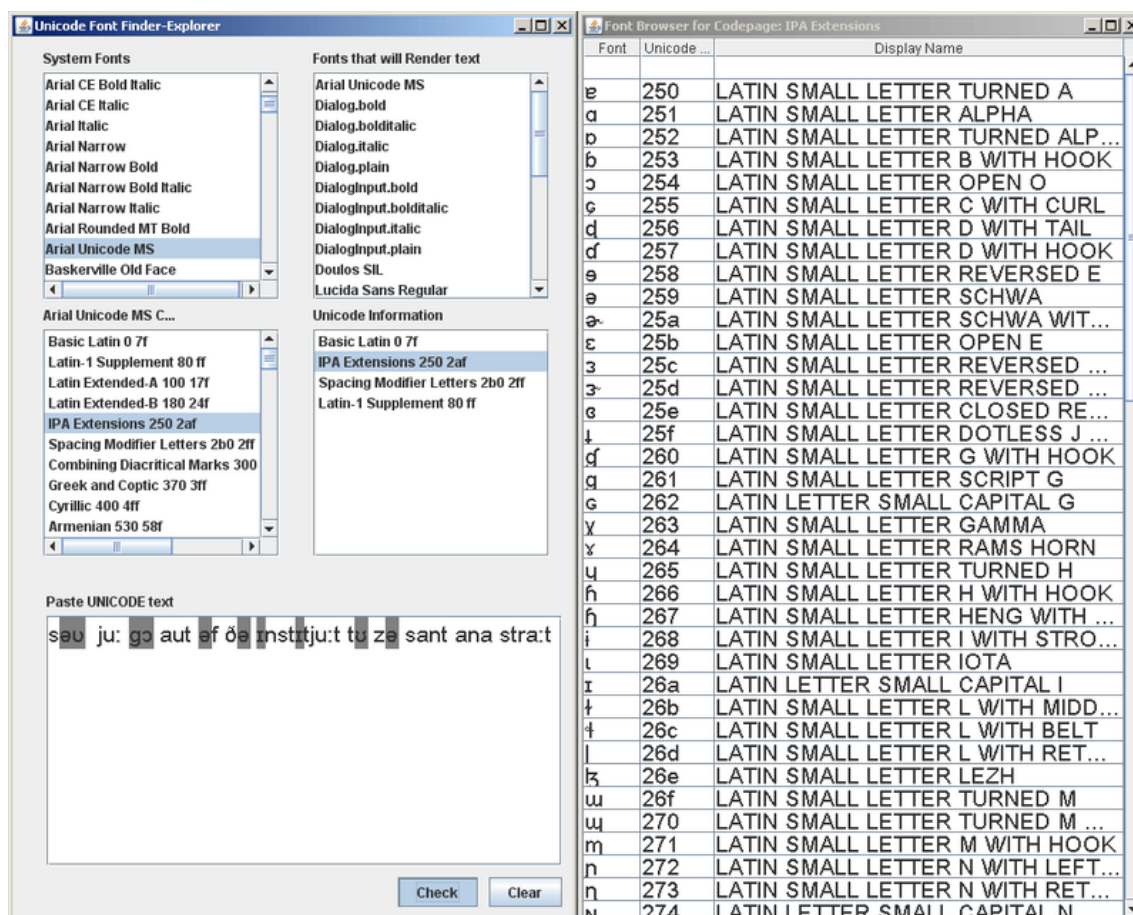 Unicode Font Finder-Explorer
System Fonts
Arial CE Bold Italic
Arial CE Italic
Arial Italic
Arial Narrow
Arial Narrow Bold
Arial Narrow Bold Italic
Arial Narrow Italic
Arial Rounded MT Bold
Arial Unicode MS
Baskerville Old Face
Fonts that will Render text
Arial Unicode MS
Dialog.bold
Dialog.bolditalic
Dialog.italic
Dialog.plain
DialogInput.bold
DialogInput.bolditalic
DialogInput.italic
DialogInput.plain
Doulos SIL
Lucida Sans Regular
Arial Unicode MS C...
Basic Latin 0 7f
Latin-1 Supplement 80 ff
Latin Extended-A 100 17f
Latin Extended-B 180 24f
IPA Extensions 250 2af
Spacing Modifier Letters 2b0 2ff
Combining Diacritical Marks 300
Greek and Coptic 370 3ff
Cyrillic 400 4ff
Armenian 530 58f
Unicode Information
Basic Latin 0 7f
IPA Extensions 250 2af
Spacing Modifier Letters 2b0 2ff
Latin-1 Supplement 80 ff
Paste UNICODE text
səʊ ju: gɔ aut əf ðə ɪnstɪtju:t tʊ zə sant ana stra:t
Check Clear
Font Browser for Codepage: IPA Extensions
Font Unicode ... Display Name
ɐ 250 LATIN SMALL LETTER TURNED A
ɑ 251 LATIN SMALL LETTER ALPHA
ɒ 252 LATIN SMALL LETTER TURNED ALP...
ɓ 253 LATIN SMALL LETTER B WITH HOOK
ɔ 254 LATIN SMALL LETTER OPEN O
ɕ 255 LATIN SMALL LETTER C WITH CURL
ɖ 256 LATIN SMALL LETTER D WITH TAIL
ɗ 257 LATIN SMALL LETTER D WITH HOOK
ɘ 258 LATIN SMALL LETTER REVERSED E
ə 259 LATIN SMALL LETTER SCHWA
ɚ 25a LATIN SMALL LETTER SCHWA WIT...
ɛ 25b LATIN SMALL LETTER OPEN E
ɜ 25c LATIN SMALL LETTER REVERSED ...
ɝ 25d LATIN SMALL LETTER REVERSED ...
ɞ 25e LATIN SMALL LETTER CLOSED RE...
ɟ 25f LATIN SMALL LETTER DOTLESS J ...
ɠ 260 LATIN SMALL LETTER G WITH HOOK
ɡ 261 LATIN SMALL LETTER SCRIPT G
ɢ 262 LATIN LETTER SMALL CAPITAL G
ɣ 263 LATIN SMALL LETTER GAMMA
ɤ 264 LATIN SMALL LETTER RAMS HORN
ɥ 265 LATIN SMALL LETTER TURNED H
ɦ 266 LATIN SMALL LETTER H WITH HOOK
ɧ 267 LATIN SMALL LETTER HENG WITH ...
ɨ 268 LATIN SMALL LETTER I WITH STRO...
ɩ 269 LATIN SMALL LETTER IOTA
ɪ 26a LATIN LETTER SMALL CAPITAL I
ɫ 26b LATIN SMALL LETTER L WITH MIDD...
ɬ 26c LATIN SMALL LETTER L WITH BELT
ɭ 26d LATIN SMALL LETTER L WITH RET...
ɮ 26e LATIN SMALL LETTER LEZH
ɯ 26f LATIN SMALL LETTER TURNED M
ɰ 270 LATIN SMALL LETTER TURNED M ...
ɱ 271 LATIN SMALL LETTER M WITH HOOK
ɲ 272 LATIN SMALL LETTER N WITH LEFT...
ɳ 273 LATIN SMALL LETTER N WITH RET...
ɴ 274 LATIN LETTER SMALL CAPITAL N